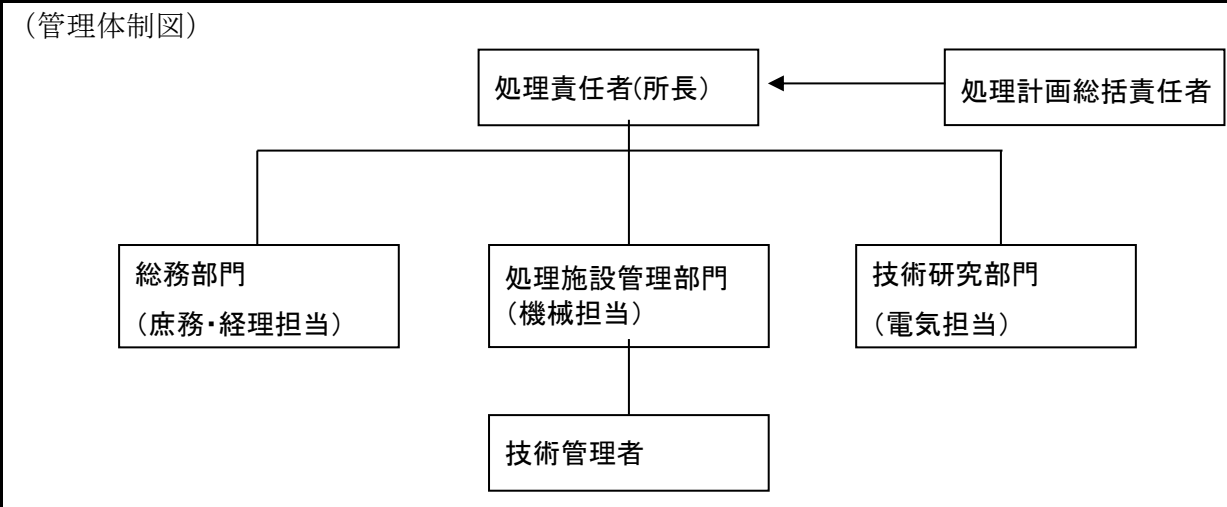 （管理体制図）
処理責任者(所長）
処理計画総括責任者
総務部門
（庶務・経理担当）
処理施設管理部門
（機械担当）
技術研究部門
（電気担当）
技術管理者